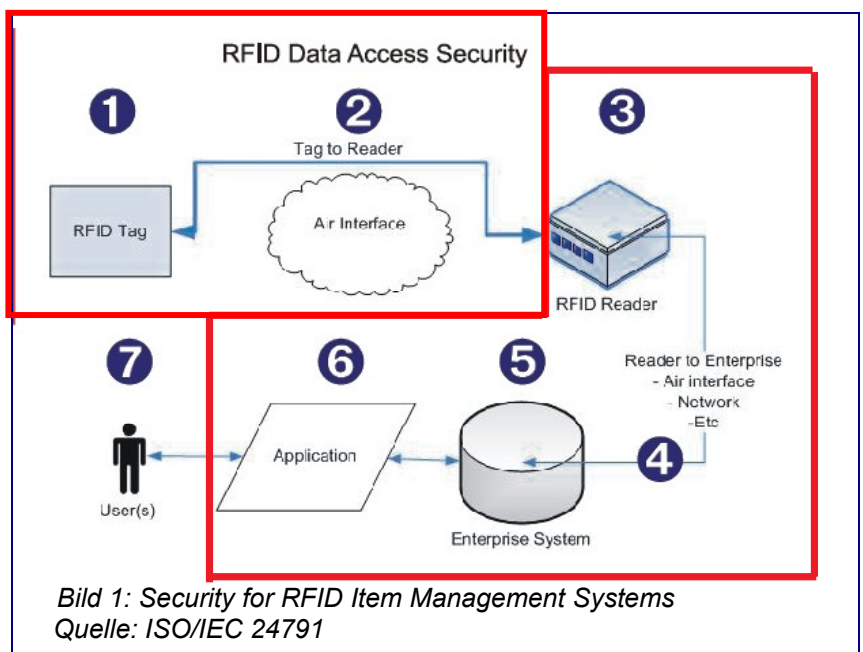 RFID Data Access Security
1
2
3
Tag to Reader
RFID Tag
Air Interface
RFID Reader
7
6
5
Reader to Enterprise
- Air interface
- Network
-Etc
4
Application
User(s)
Enterprise System
Bild 1: Security for RFID Item Management Systems
Quelle: ISO/IEC 24791